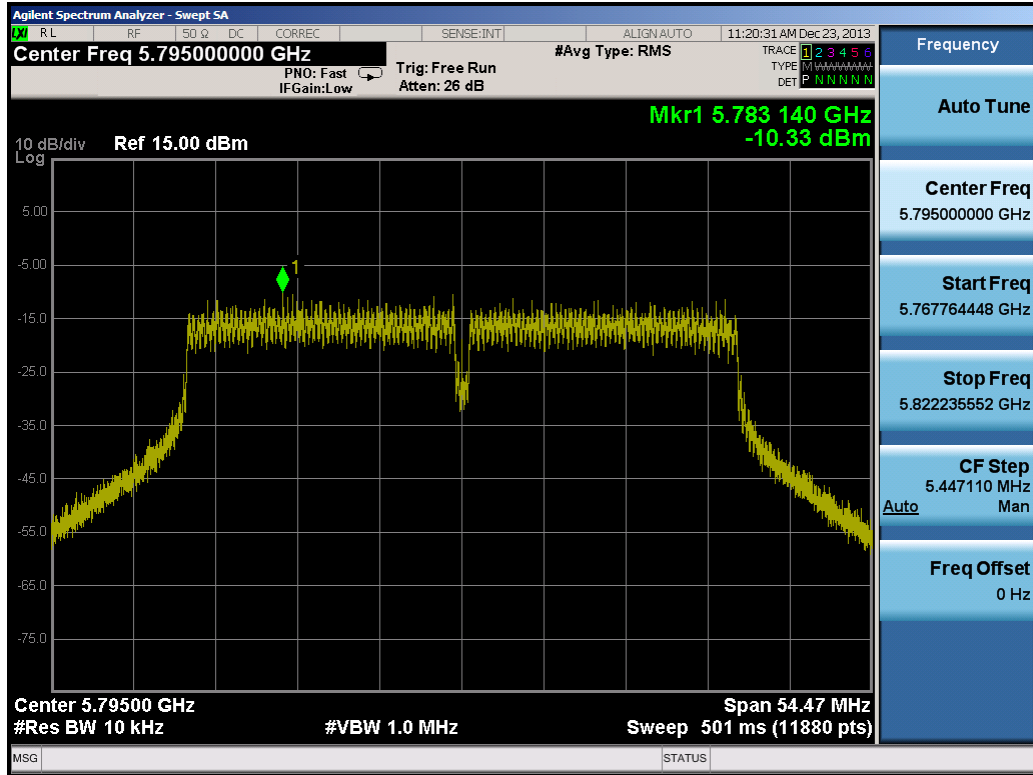 Agilent Spectrum Analyzer - Swept SA
LXI RL RF 50 Ω DC CORREC SENSE:INT ALIGN AUTO 11:20:31 AM Dec 23, 2013
Center Freq 5.795000000 GHz
PNO: Fast
IFGain:Low
Trig: Free Run
Atten: 26 dB
#Avg Type: RMS
TRACE 1 2 3 4 5 6
TYPE M W W W W W
DET P N N N N N
Mkr1 5.783 140 GHz
-10.33 dBm
10 dB/div Ref 15.00 dBm
Log
5.00
-5.00
-15.0
-25.0
-35.0
-45.0
-55.0
-65.0
-75.0
1
Center 5.79500 GHz
Span 54.47 MHz
#Res BW 10 kHz
#VBW 1.0 MHz
Sweep 501 ms (11880 pts)
MSG
STATUS
Frequency
Auto Tune
Center Freq
5.795000000 GHz
Start Freq
5.767764448 GHz
Stop Freq
5.822235552 GHz
CF Step
5.447110 MHz
Auto Man
Freq Offset
0 Hz